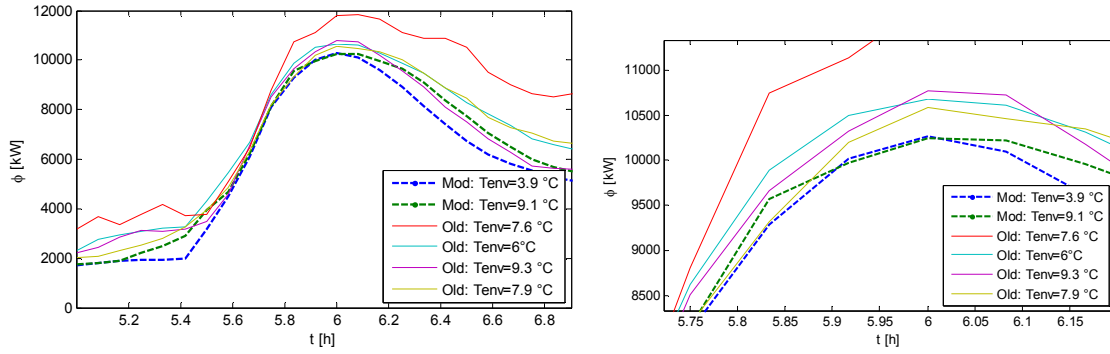 12000
10000
8000
6000
4000
2000
0
ϕ [kW]
5.2 5.4 5.6 5.8 6 6.2 6.4 6.6 6.8
t [h]
Mod: Tenv=3.9 °C
Mod: Tenv=9.1 °C
Old: Tenv=7.6 °C
Old: Tenv=6°C
Old: Tenv=9.3 °C
Old: Tenv=7.9 °C
11000
10500
10000
9500
9000
8500
ϕ [kW]
5.75 5.8 5.85 5.9 5.95 6 6.05 6.1 6.15
t [h]
Mod: Tenv=3.9 °C
Mod: Tenv=9.1 °C
Old: Tenv=7.6 °C
Old: Tenv=6°C
Old: Tenv=9.3 °C
Old: Tenv=7.9 °C